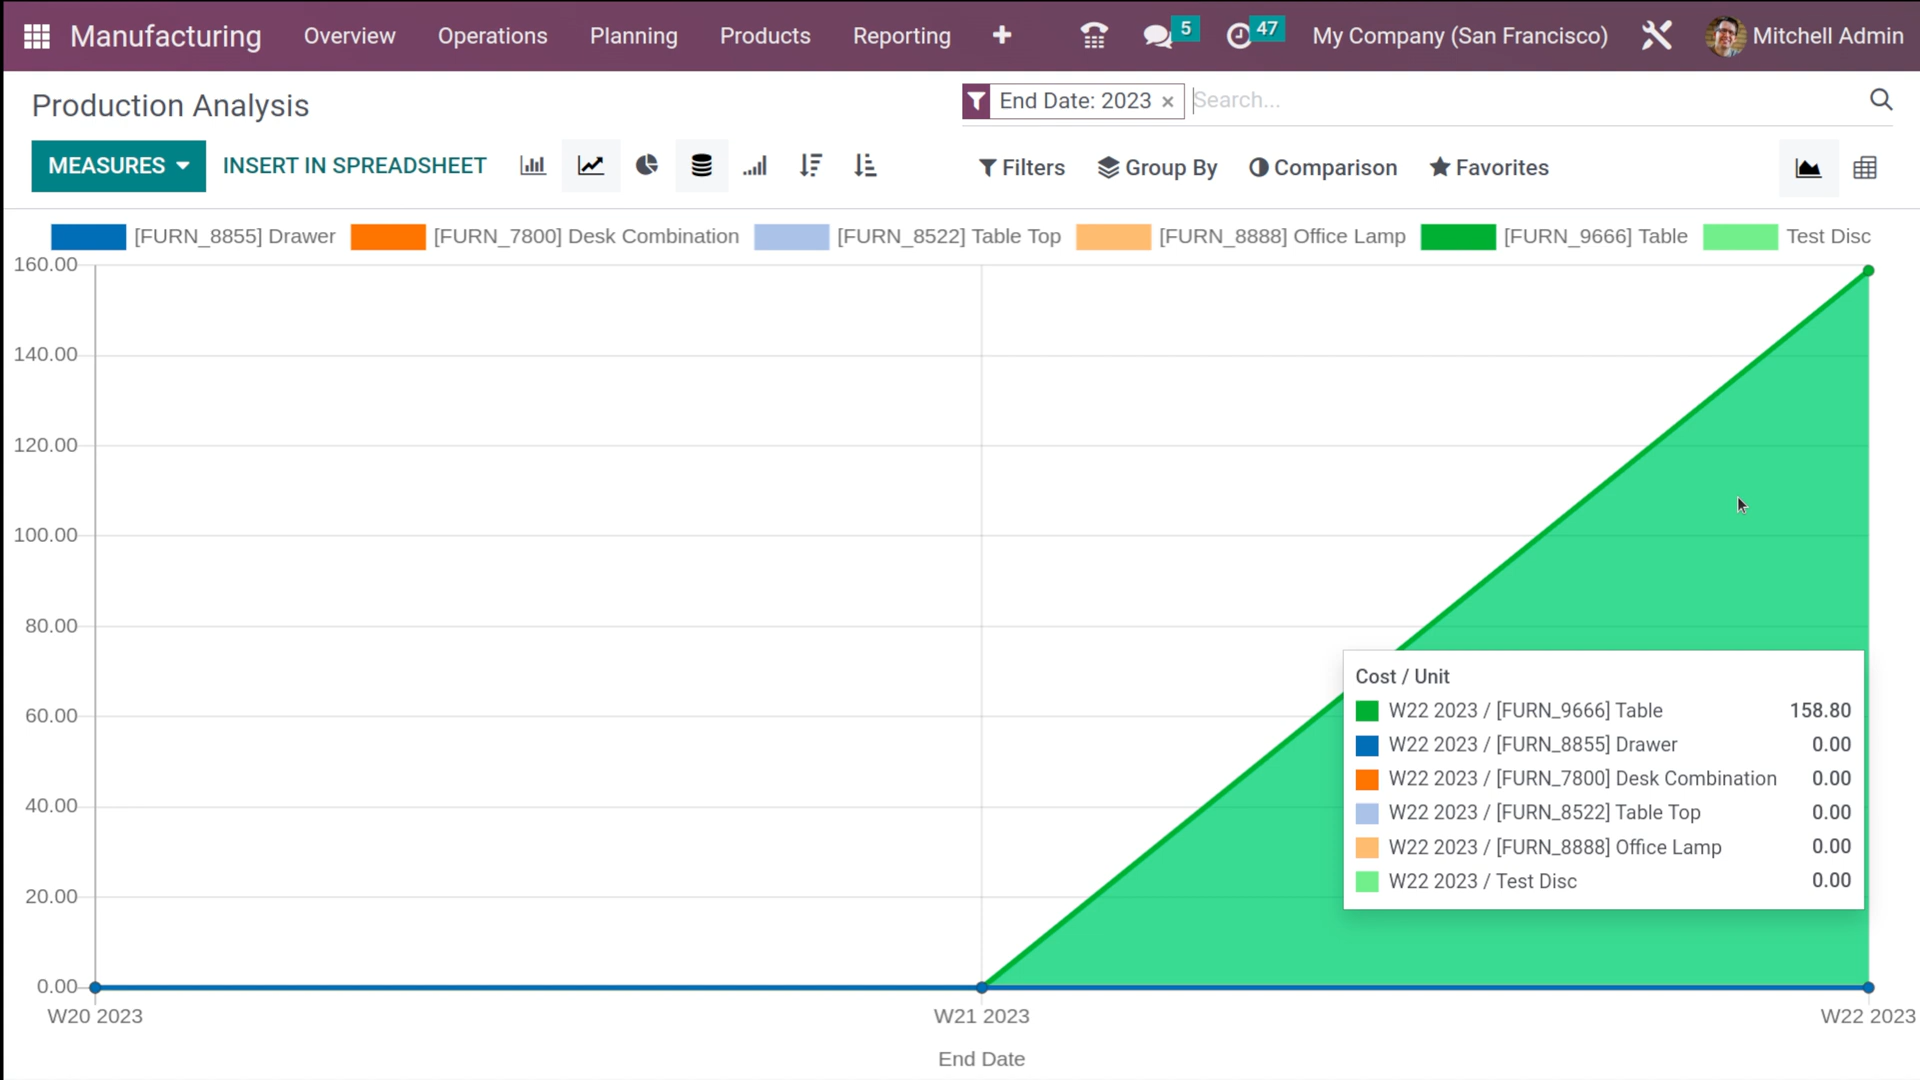 Manufacturing Overview Operations Planning Products Reporting + 5 47 My Company (San Francisco) Mitchell Admin
Production Analysis
End Date: 2023 × Search...
MEASURES INSERT IN SPREADSHEET
Filters Group By Comparison Favorites
[FURN_8855] Drawer [FURN_7800] Desk Combination [FURN_8522] Table Top [FURN_8888] Office Lamp [FURN_9666] Table Test Disc
160.00
140.00
120.00
100.00
80.00
60.00
40.00
20.00
0.00
Cost / Unit
W22 2023 / [FURN_9666] Table 158.80
W22 2023 / [FURN_8855] Drawer 0.00
W22 2023 / [FURN_7800] Desk Combination 0.00
W22 2023 / [FURN_8522] Table Top 0.00
W22 2023 / [FURN_8888] Office Lamp 0.00
W22 2023 / Test Disc 0.00
W20 2023 W21 2023 W22 2023
End Date